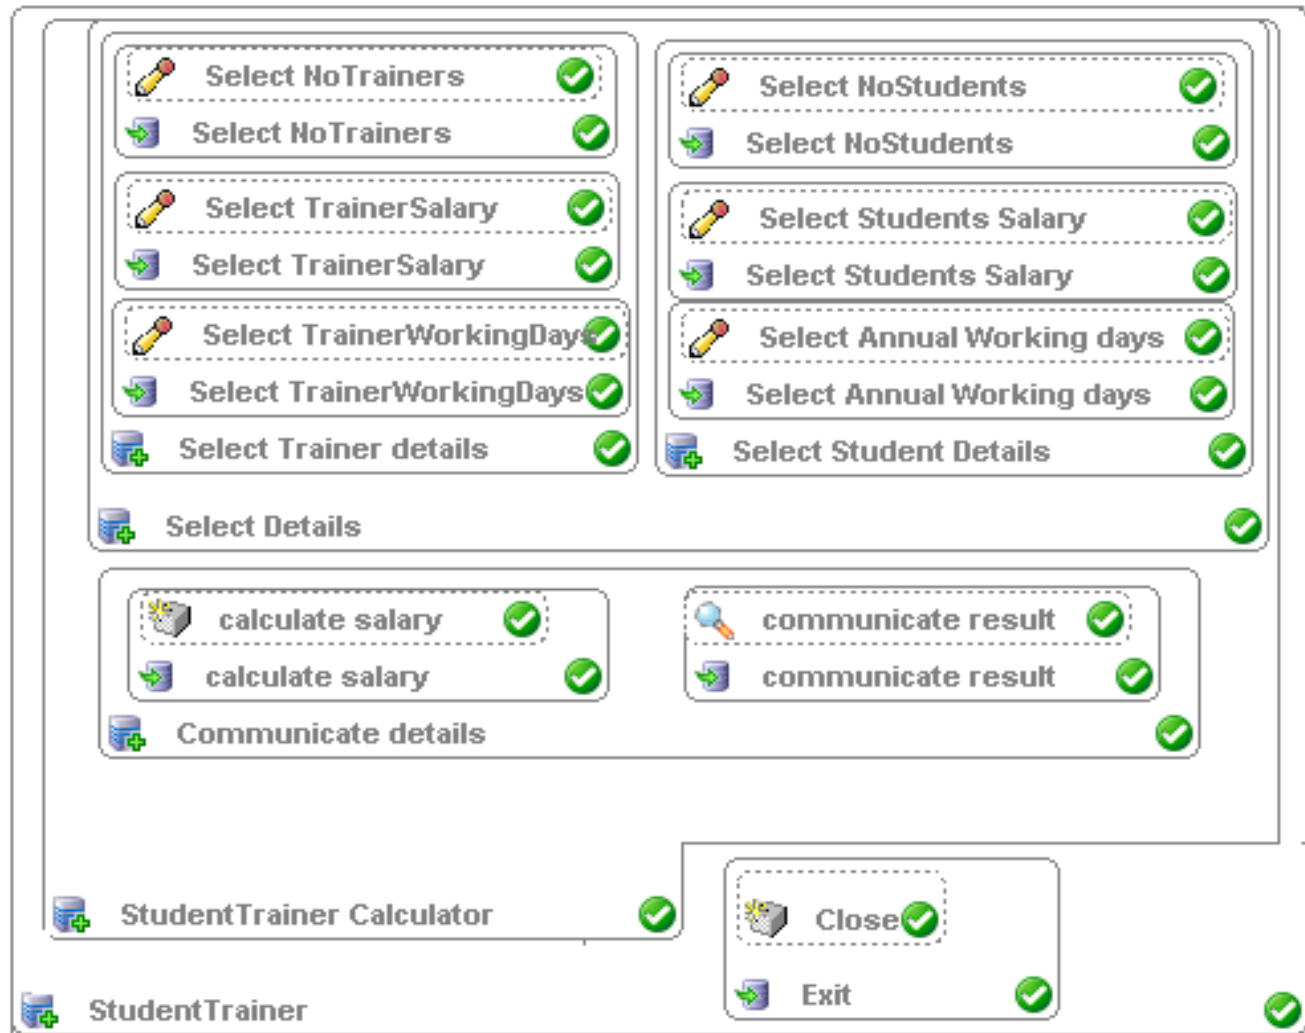 Select NoTrainers
Select NoTrainers
Select TrainerSalary
Select TrainerSalary
Select TrainerWorkingDays
Select TrainerWorkingDays
Select Trainer details
Select NoStudents
Select NoStudents
Select Students Salary
Select Students Salary
Select Annual Working days
Select Annual Working days
Select Student Details
Select Details
calculate salary
calculate salary
communicate result
communicate result
Communicate details
StudentTrainer Calculator
Close
Exit
StudentTrainer